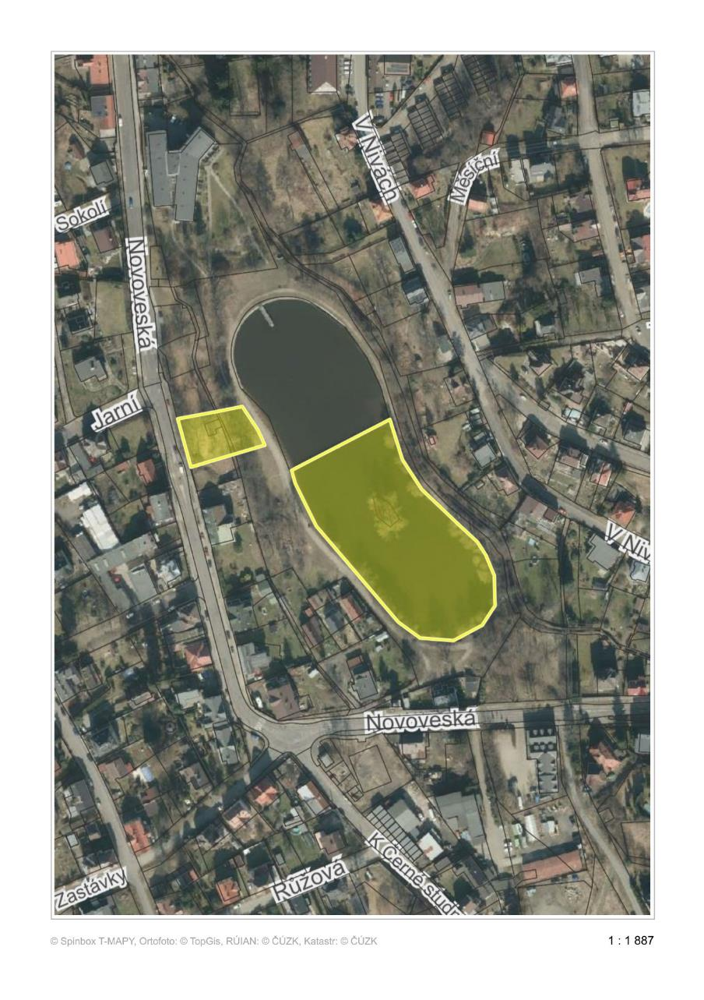 V Nivách
Měsíční
Sokolí
Novoveská
Jarní
V Niv
Novoveská
K Černé studn
Růžová
Zastávky
© Spinbox T-MAPY, Ortofoto: © TopGis, RÚIAN: © ČÚZK, Katastr: © ČÚZK
1 : 1 887